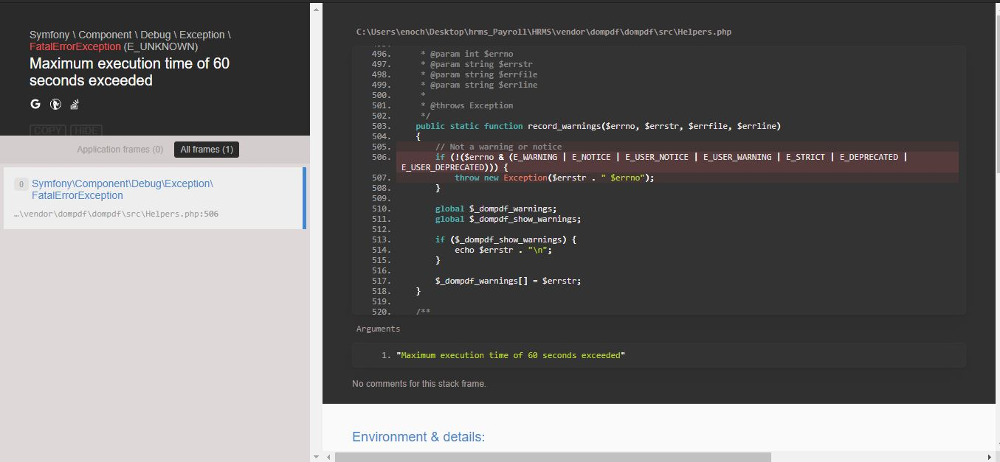 Symfony \ Component \ Debug \ Exception \
FatalErrorException (E_UNKNOWN)
Maximum execution time of 60
seconds exceeded
COPY HIDE
Application frames (0) All frames (1)
0 Symfony\Component\Debug\Exception\
FatalErrorException
…\vendor\dompdf\dompdf\src\Helpers.php:506
C:\Users\enoch\Desktop\hrms_Payroll\HRMS\vendor\dompdf\dompdf\src\Helpers.php
496. * @param int $errno
497. * @param string $errstr
498. * @param string $errfile
499. * @param string $errline
500. *
501. * @throws Exception
502. */
503. public static function record_warnings($errno, $errstr, $errfile, $errline)
504. {
505. // Not a warning or notice
506. if (!($errno & (E_WARNING | E_NOTICE | E_USER_NOTICE | E_USER_WARNING | E_STRICT | E_DEPRECATED |
E_USER_DEPRECATED))) {
507. throw new Exception($errstr . " $errno");
508. }
509.
510. global $_dompdf_warnings;
511. global $_dompdf_show_warnings;
512.
513. if ($_dompdf_show_warnings) {
514. echo $errstr . "\n";
515. }
516.
517. $_dompdf_warnings[] = $errstr;
518. }
519.
520. /**
Arguments
1. "Maximum execution time of 60 seconds exceeded"
No comments for this stack frame.
Environment & details: